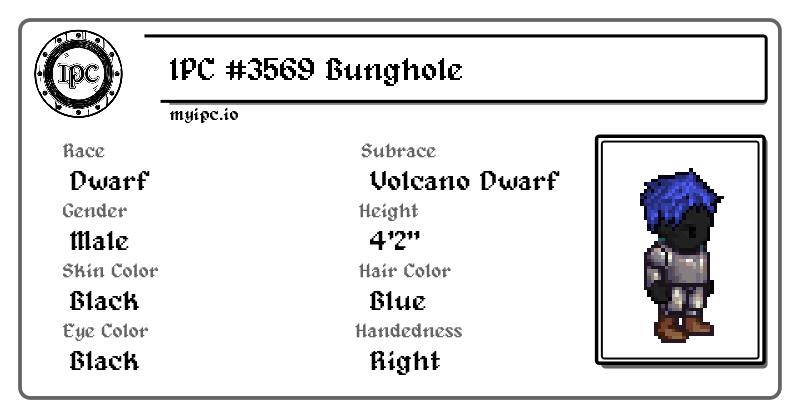 IPC
IPC #3569 Bunghole
myipc.io
Race
Subrace
Dwarf
Volcano Dwarf
Gender
Height
Male
4'2"
Skin Color
Hair Color
Black
Blue
Eye Color
Handedness
Black
Right